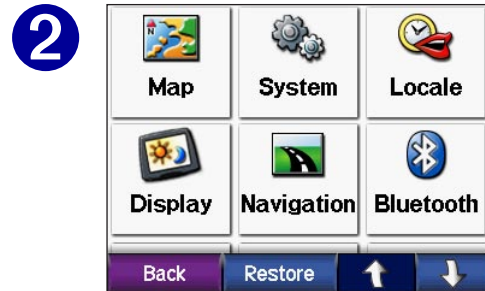 2
N
Map System Locale
Display Navigation Bluetooth
Back Restore